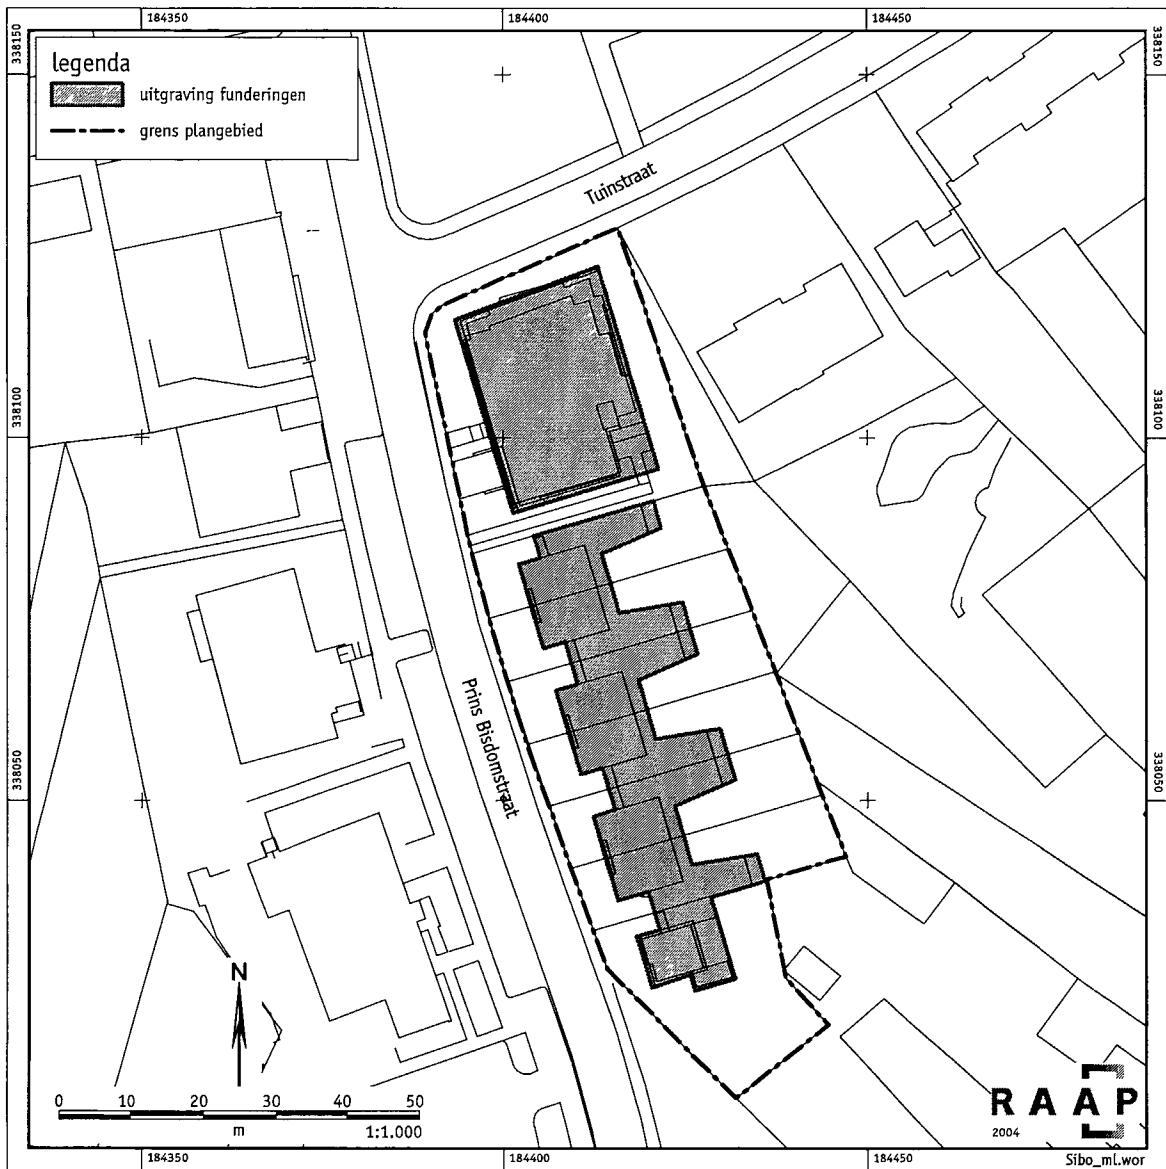 184350
184400
184450
338150
338150
legenda
uitgraving funderingen
grens plangebied
Tuinstraat
338100
338100
Prins Bisdomstraat
338050
338050
N
0 10 20 30 40 50
m 1:1.000
RAAP
2004
184350
184400
184450
Sibo_ml.wor